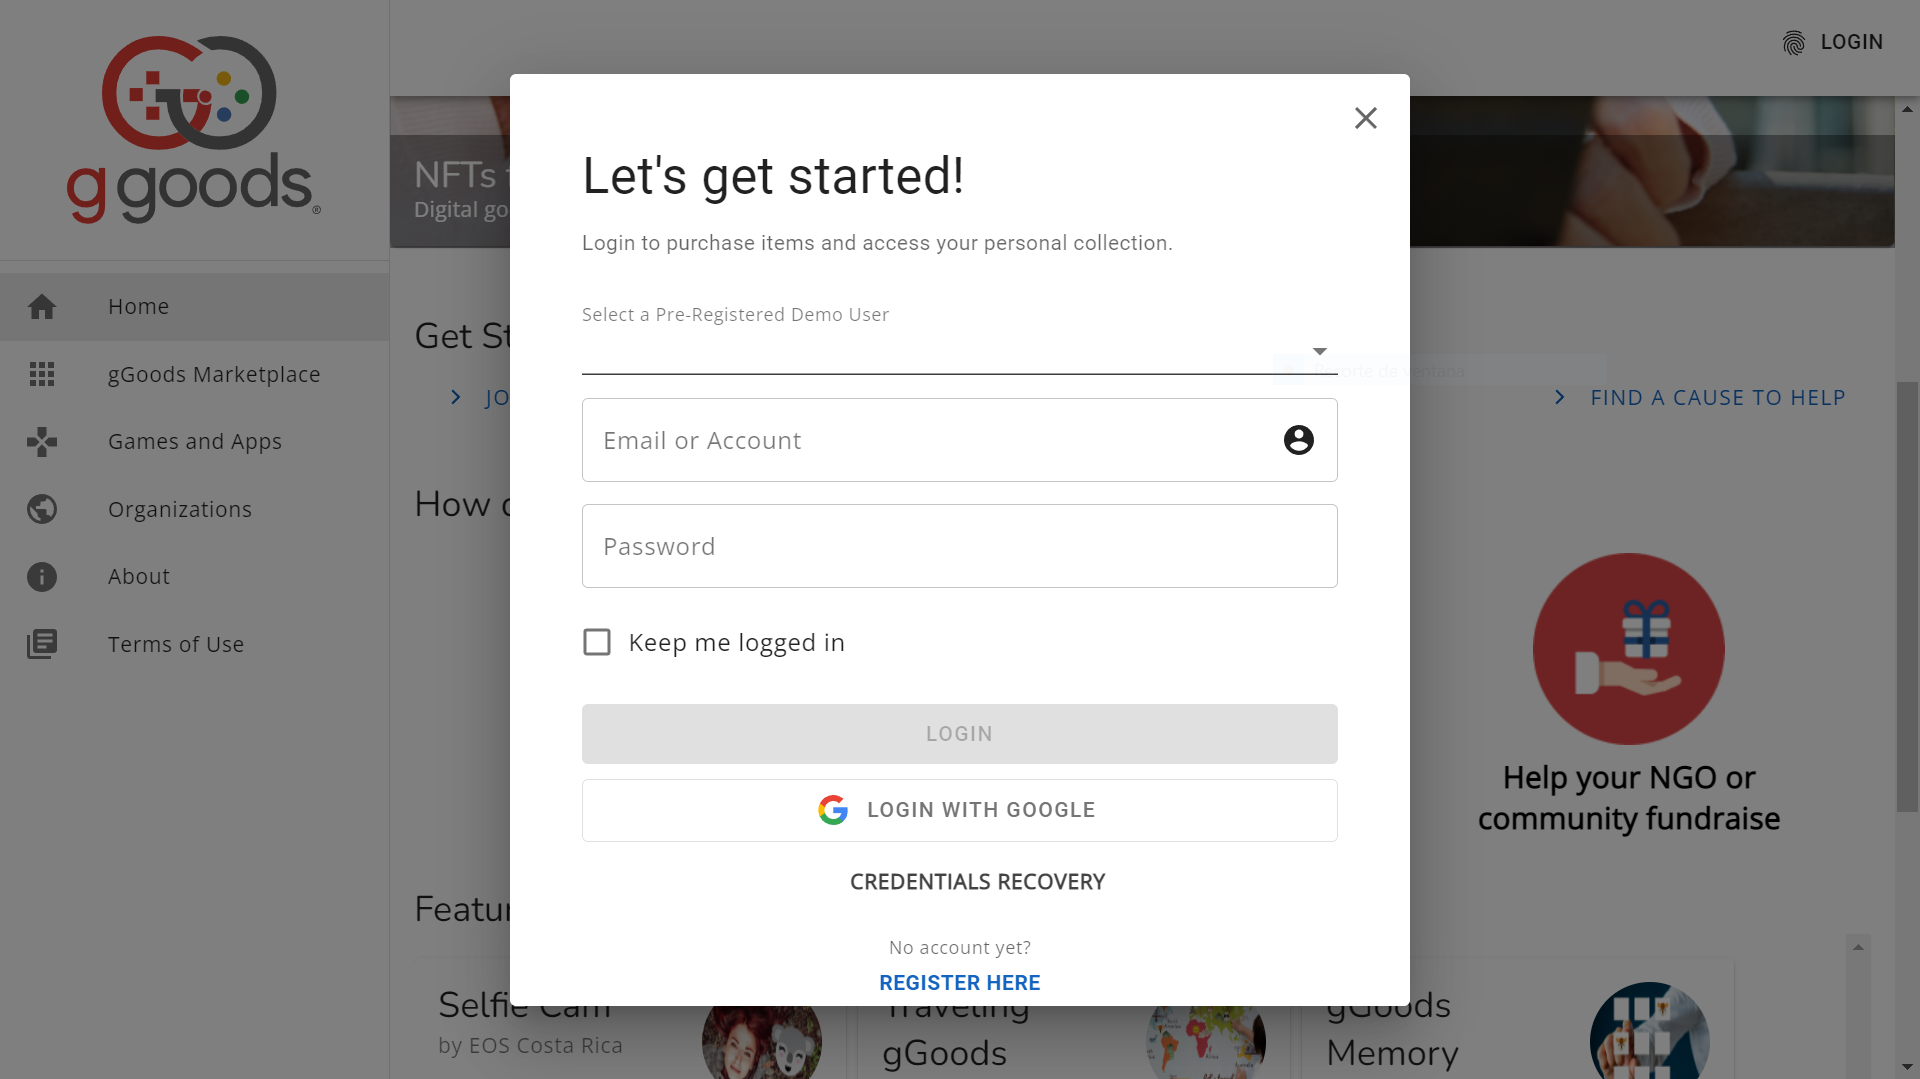 LOGIN
g goods®
NFTs
Digital go
Home
gGoods Marketplace
Games and Apps
Organizations
About
Terms of Use
Let's get started!
Login to purchase items and access your personal collection.
Select a Pre-Registered Demo User
Recorte de ventana
Email or Account
Password
Keep me logged in
LOGIN
LOGIN WITH GOOGLE
CREDENTIALS RECOVERY
No account yet?
REGISTER HERE
Get St
JO
FIND A CAUSE TO HELP
How
Help your NGO or
community fundraise
Featu
Selfie Cam
by EOS Costa Rica
Traveling
gGoods
gGoods
Memory